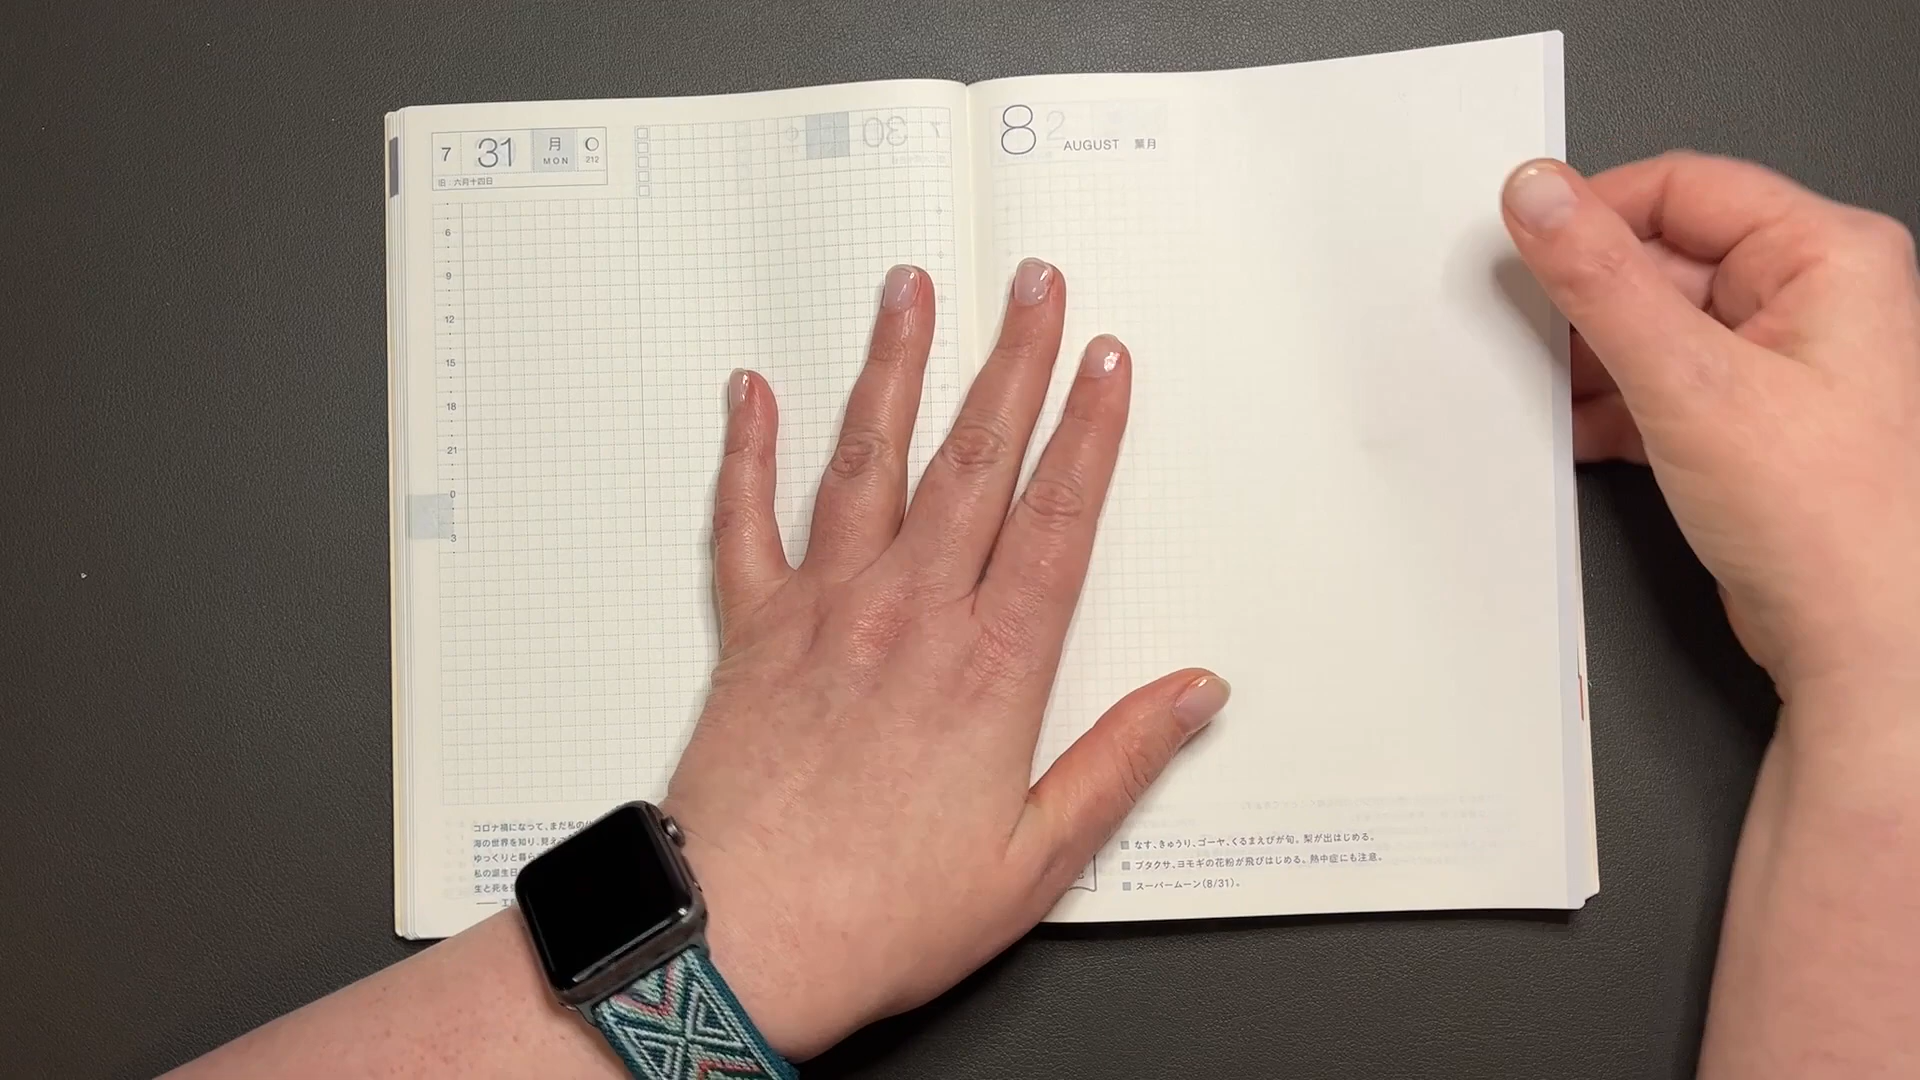 7 31 月 MON 212
旧:六月十四日
6
9
12
15
18
21
0
3
コロナ禍になって、まだ私の
海の世界を知り、
ゆっくりと暮ら
私の誕生日
生と死を
8 AUGUST 葉月
なす、きゅうり、ゴーヤ、くるまえびが旬。梨が出はじめる。
ブタクサ、ヨモギの花粉が飛びはじめる。熱中症にも注意。
スーパームーン(8/31)。